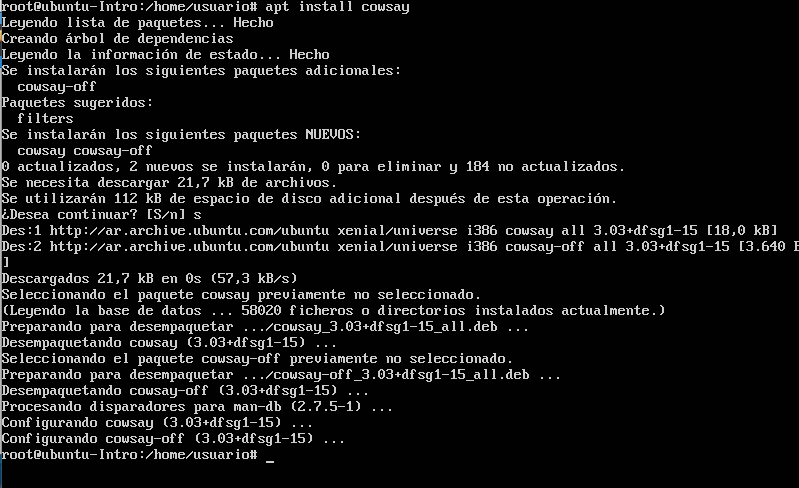 root@ubuntu-Intro:/home/usuario# apt install cowsay
Leyendo lista de paquetes... Hecho
Creando árbol de dependencias
Leyendo la información de estado... Hecho
Se instalarán los siguientes paquetes adicionales:
  cowsay-off
Paquetes sugeridos:
  filters
Se instalarán los siguientes paquetes NUEVOS:
  cowsay cowsay-off
0 actualizados, 2 nuevos se instalarán, 0 para eliminar y 184 no actualizados.
Se necesita descargar 21,7 kB de archivos.
Se utilizarán 112 kB de espacio de disco adicional después de esta operación.
¿Desea continuar? [S/n] s
Des:1 http://ar.archive.ubuntu.com/ubuntu xenial/universe i386 cowsay all 3.03+dfsg1-15 [18,0 kB]
Des:2 http://ar.archive.ubuntu.com/ubuntu xenial/universe i386 cowsay-off all 3.03+dfsg1-15 [3.640 B
]
Descargados 21,7 kB en 0s (57,3 kB/s)
Seleccionando el paquete cowsay previamente no seleccionado.
(Leyendo la base de datos ... 58020 ficheros o directorios instalados actualmente.)
Preparando para desempaquetar .../cowsay_3.03+dfsg1-15_all.deb ...
Desempaquetando cowsay (3.03+dfsg1-15) ...
Seleccionando el paquete cowsay-off previamente no seleccionado.
Preparando para desempaquetar .../cowsay-off_3.03+dfsg1-15_all.deb ...
Desempaquetando cowsay-off (3.03+dfsg1-15) ...
Procesando disparadores para man-db (2.7.5-1) ...
Configurando cowsay (3.03+dfsg1-15) ...
Configurando cowsay-off (3.03+dfsg1-15) ...
root@ubuntu-Intro:/home/usuario# _